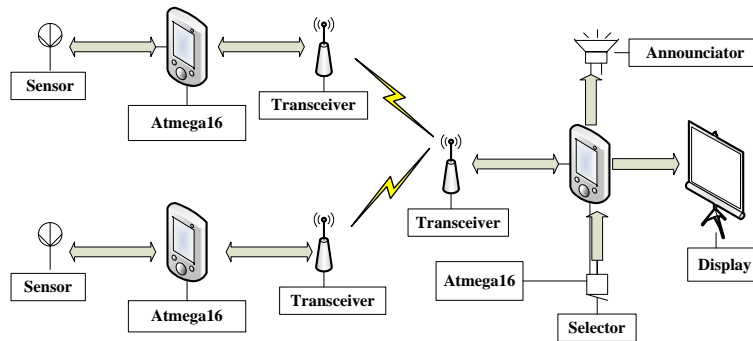 Announciator
Sensor
Transceiver
Atmega16
Transceiver
Sensor
Transceiver
Atmega16
Atmega16
Display
Selector